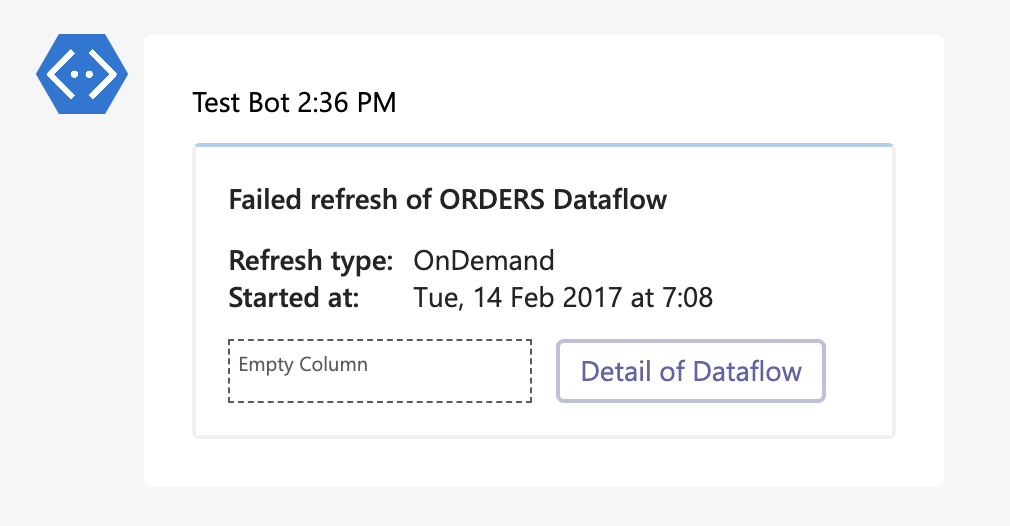 Test Bot 2:36 PM
Failed refresh of ORDERS Dataflow
Refresh type: OnDemand
Started at: Tue, 14 Feb 2017 at 7:08
Empty Column
Detail of Dataflow